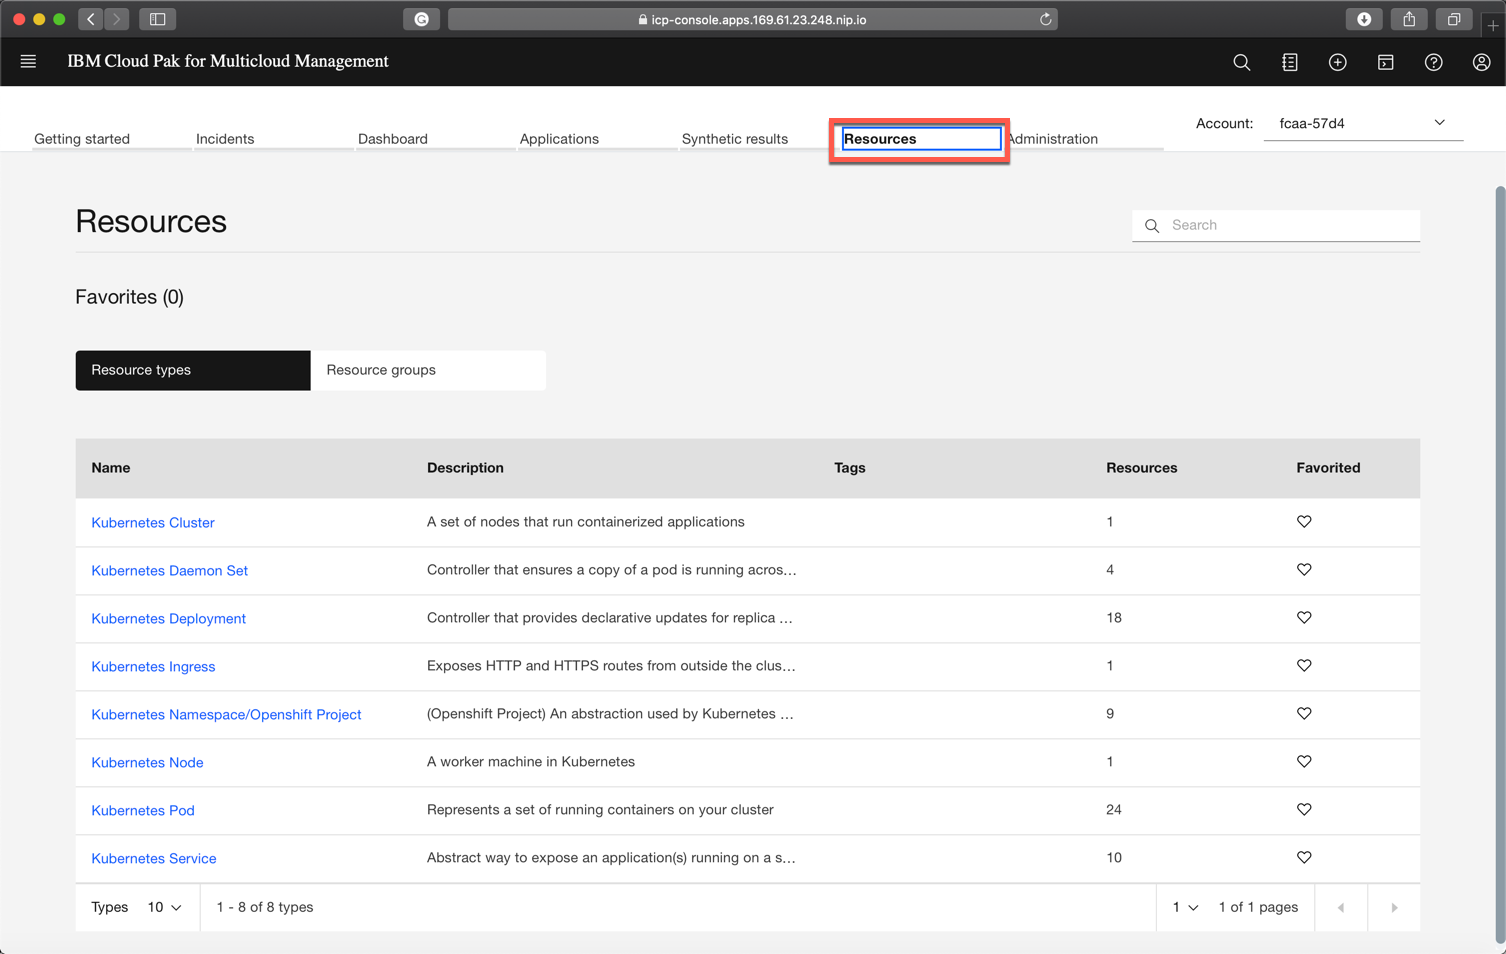 icp-console.apps.169.61.23.248.nip.io
IBM Cloud Pak for Multicloud Management
Getting started Incidents Dashboard Applications Synthetic results Resources Administration Account: fcaa-57d4
Resources
Search
Favorites (0)
Resource types Resource groups
Name Description Tags Resources Favorited
Kubernetes Cluster A set of nodes that run containerized applications 1
Kubernetes Daemon Set Controller that ensures a copy of a pod is running acros... 4
Kubernetes Deployment Controller that provides declarative updates for replica ... 18
Kubernetes Ingress Exposes HTTP and HTTPS routes from outside the clus... 1
Kubernetes Namespace/Openshift Project (Openshift Project) An abstraction used by Kubernetes ... 9
Kubernetes Node A worker machine in Kubernetes 1
Kubernetes Pod Represents a set of running containers on your cluster 24
Kubernetes Service Abstract way to expose an application(s) running on a s... 10
Types 10 1 - 8 of 8 types 1 1 of 1 pages